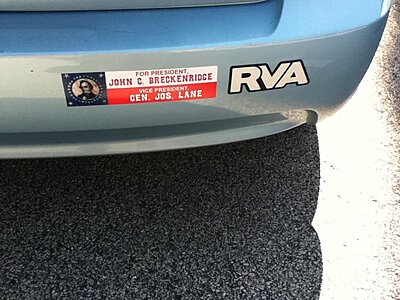 FOR PRESIDENT,
JOHN C. BRECKENRIDGE
VICE PRESIDENT,
GEN. JOS. LANE
RVA